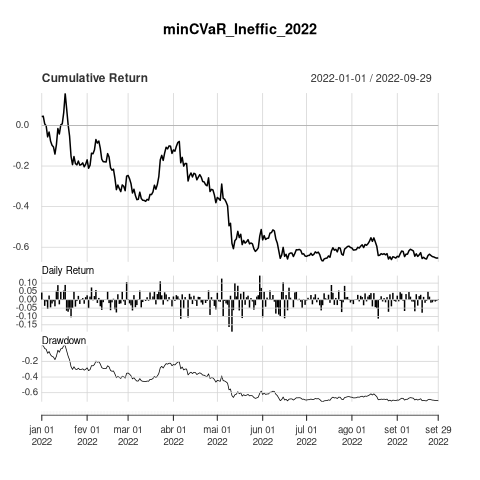 minCVaR_Ineffic_2022
Cumulative Return 2022-01-01 / 2022-09-29
0.0
-0.2
-0.4
-0.6
Daily Return
0.10
0.05
0.00
-0.05
-0.10
-0.15
Drawdown
-0.2
-0.4
-0.6
jan 01 fev 01 mar 01 abr 01 mai 01 jun 01 jul 01 ago 01 set 01 set 29
2022 2022 2022 2022 2022 2022 2022 2022 2022 2022